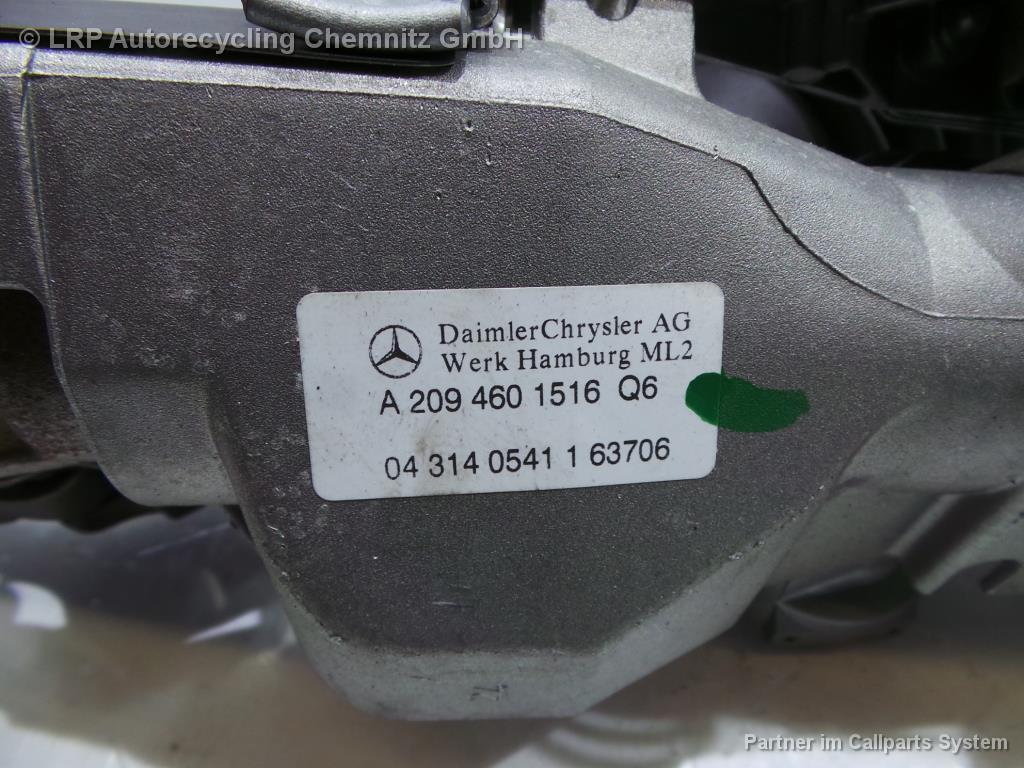 © LRP Autorecycling Chemnitz GmbH
DaimlerChrysler AG
Werk Hamburg ML2
A 209 460 1516 Q6
04 314 0541 1 63706
Partner im Callparts System